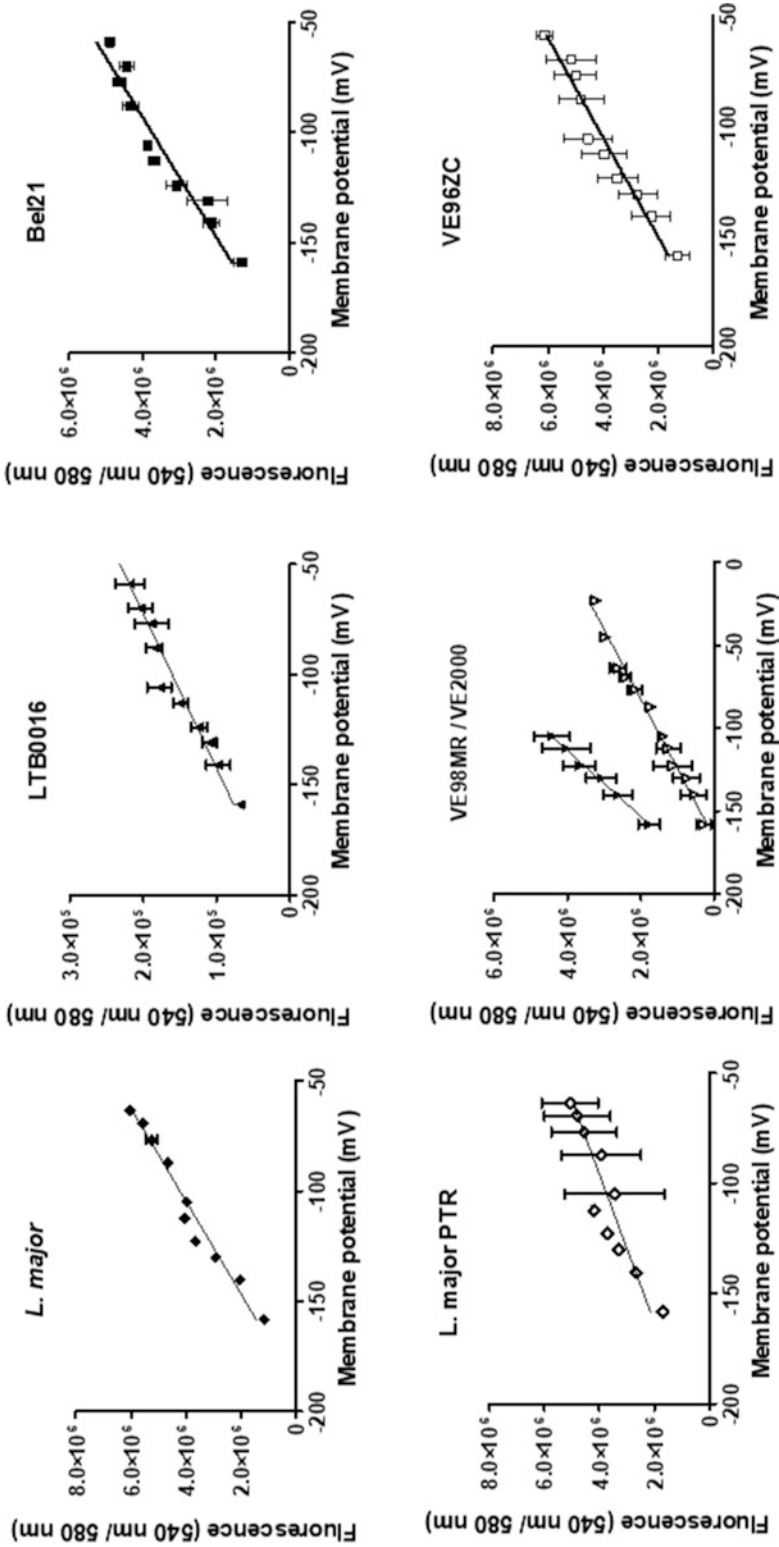 L. major
Fluorescence (540 nm/ 580 nm)
8.0×10⁶
6.0×10⁶
4.0×10⁶
2.0×10⁶
0
-200 -150 -100 -50
Membrane potential (mV)
LTB0016
Fluorescence (540 nm/ 580 nm)
3.0×10⁵
2.0×10⁵
1.0×10⁵
0
-200 -150 -100 -50
Membrane potential (mV)
Bel21
Fluorescence (540 nm/ 580 nm)
6.0×10⁶
4.0×10⁶
2.0×10⁶
0
-200 -150 -100 -50
Membrane potential (mV)
L. major PTR
Fluorescence (540 nm/ 580 nm)
8.0×10⁶
6.0×10⁶
4.0×10⁶
2.0×10⁶
0
-200 -150 -100 -50
Membrane potential (mV)
VE98MR / VE2000
Fluorescence (540 nm/ 580 nm)
6.0×10⁶
4.0×10⁶
2.0×10⁶
0
-200 -150 -100 -50 0
Membrane potential (mV)
VE96ZC
Fluorescence (540 nm/ 580 nm)
8.0×10⁶
6.0×10⁶
4.0×10⁶
2.0×10⁶
0
-200 -150 -100 -50
Membrane potential (mV)